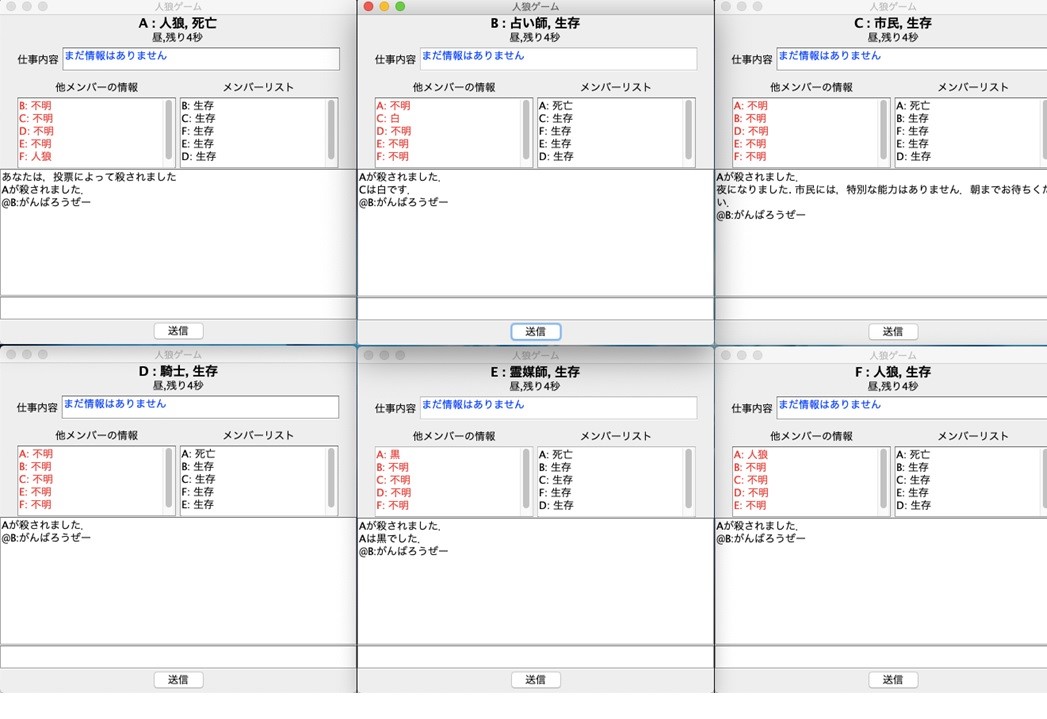 人狼ゲーム
A : 人狼, 死亡
昼,残り4秒
仕事内容
まだ情報はありません
他メンバーの情報
メンバーリスト
B: 不明
C: 不明
D: 不明
E: 不明
F: 人狼
B: 生存
C: 生存
F: 生存
E: 生存
D: 生存
あなたは、投票によって殺されました
Aが殺されました.
@B:がんばろうぜー
送信
人狼ゲーム
B : 占い師, 生存
昼,残り4秒
仕事内容
まだ情報はありません
他メンバーの情報
メンバーリスト
A: 不明
C: 白
D: 不明
E: 不明
F: 不明
A: 死亡
C: 生存
F: 生存
E: 生存
D: 生存
Aが殺されました.
Cは白です.
@B:がんばろうぜー
送信
人狼ゲーム
C : 市民, 生存
昼,残り4秒
仕事内容
まだ情報はありません
他メンバーの情報
メンバーリスト
A: 不明
B: 不明
D: 不明
E: 不明
F: 不明
A: 死亡
B: 生存
F: 生存
E: 生存
D: 生存
Aが殺されました.
夜になりました. 市民には、特別な能力はありません. 朝までお待ちくだ
い.
@B:がんばろうぜー
送信
人狼ゲーム
D : 騎士, 生存
昼,残り4秒
仕事内容
まだ情報はありません
他メンバーの情報
メンバーリスト
A: 不明
B: 不明
C: 不明
E: 不明
F: 不明
A: 死亡
B: 生存
C: 生存
F: 生存
E: 生存
Aが殺されました.
@B:がんばろうぜー
送信
人狼ゲーム
E : 霊媒師, 生存
昼,残り4秒
仕事内容
まだ情報はありません
他メンバーの情報
メンバーリスト
A: 黒
B: 不明
C: 不明
D: 不明
F: 不明
A: 死亡
B: 生存
C: 生存
F: 生存
D: 生存
Aが殺されました.
Aは黒でした.
@B:がんばろうぜー
送信
人狼ゲーム
F : 人狼, 生存
昼,残り4秒
仕事内容
まだ情報はありません
他メンバーの情報
メンバーリスト
A: 人狼
B: 不明
C: 不明
D: 不明
E: 不明
A: 死亡
B: 生存
C: 生存
E: 生存
D: 生存
Aが殺されました.
@B:がんばろうぜー
送信